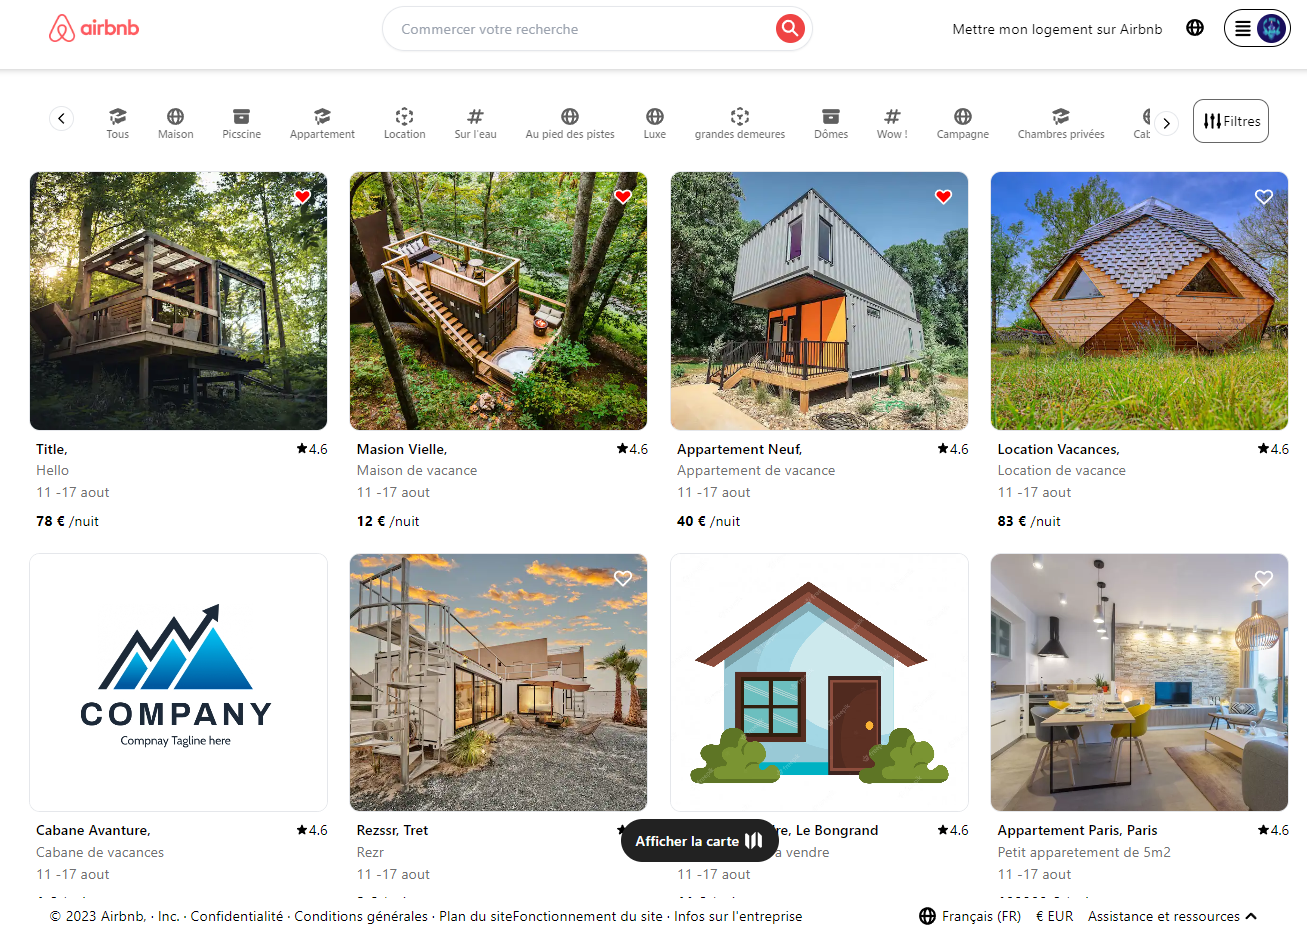 airbnb
Commercer votre recherche
Mettre mon logement sur Airbnb
Tous
Maison
Picscine
Appartement
Location
Sur l'eau
Au pied des pistes
Luxe
grandes demeures
Dômes
Wow !
Campagne
Chambres privées
Cab
Filtres
Title,
4.6
Hello
11 -17 aout
78 € /nuit
Masion Vielle,
4.6
Maison de vacance
11 -17 aout
12 € /nuit
Appartement Neuf,
4.6
Appartement de vacance
11 -17 aout
40 € /nuit
Location Vacances,
4.6
Location de vacance
11 -17 aout
83 € /nuit
COMPANY
Compnay Tagline here
Cabane Avanture,
4.6
Cabane de vacances
11 -17 aout
Rezssr, Tret
Rezr
11 -17 aout
Le Bongrand
4.6
a vendre
11 -17 aout
Appartement Paris, Paris
4.6
Petit apparetement de 5m2
11 -17 aout
Afficher la carte
© 2023 Airbnb, · Inc. · Confidentialité · Conditions générales · Plan du siteFonctionnement du site · Infos sur l'entreprise
Français (FR) € EUR Assistance et ressources